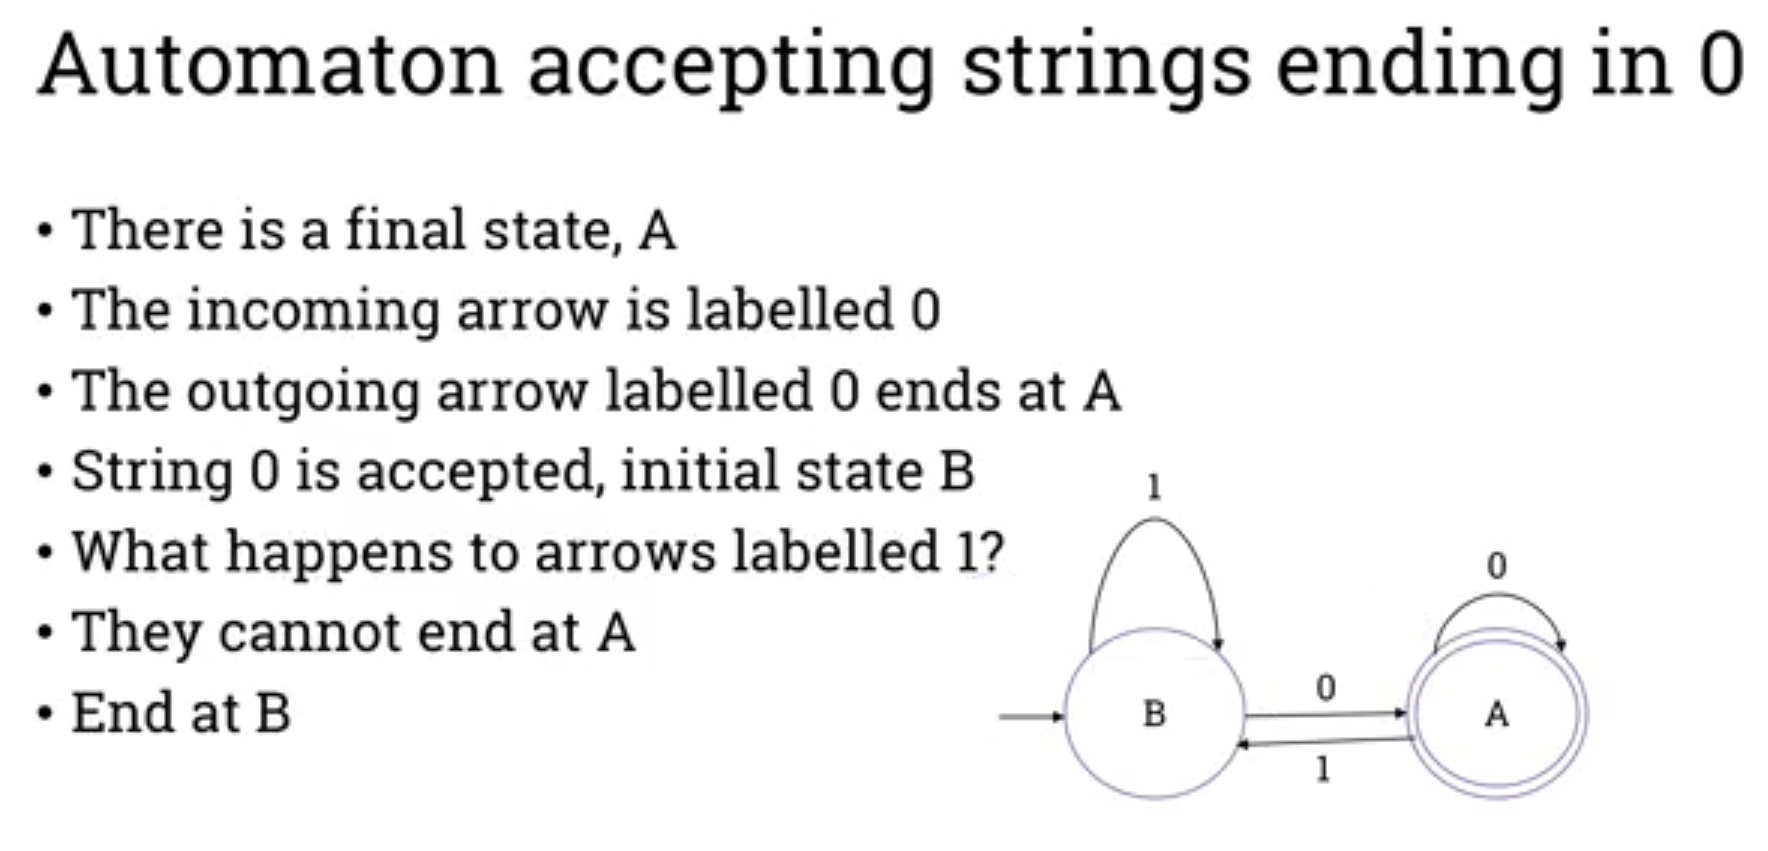 Automaton accepting strings ending in 0
• There is a final state, A
• The incoming arrow is labelled 0
• The outgoing arrow labelled 0 ends at A
• String 0 is accepted, initial state B
• What happens to arrows labelled 1?
• They cannot end at A
• End at B
1
0
B
0
1
A